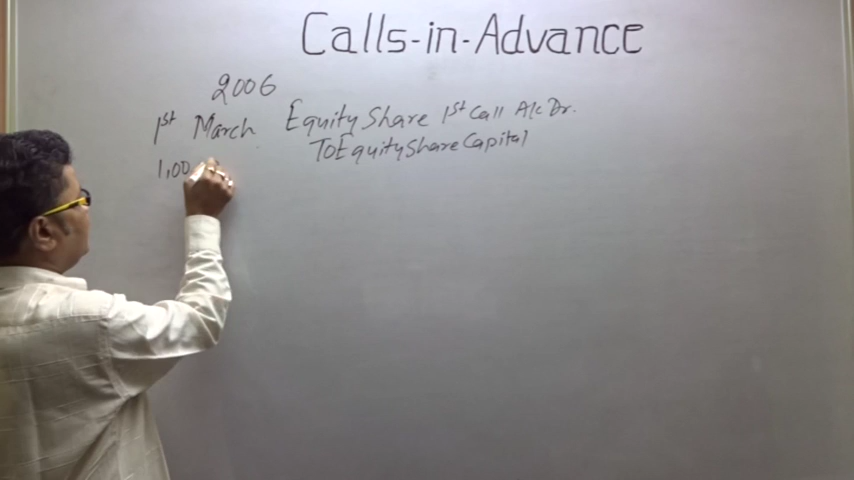 Calls-in-Advance
2006
1st March Equity Share 1st Call A/c Dr.
To Equity Share Capital
1,00